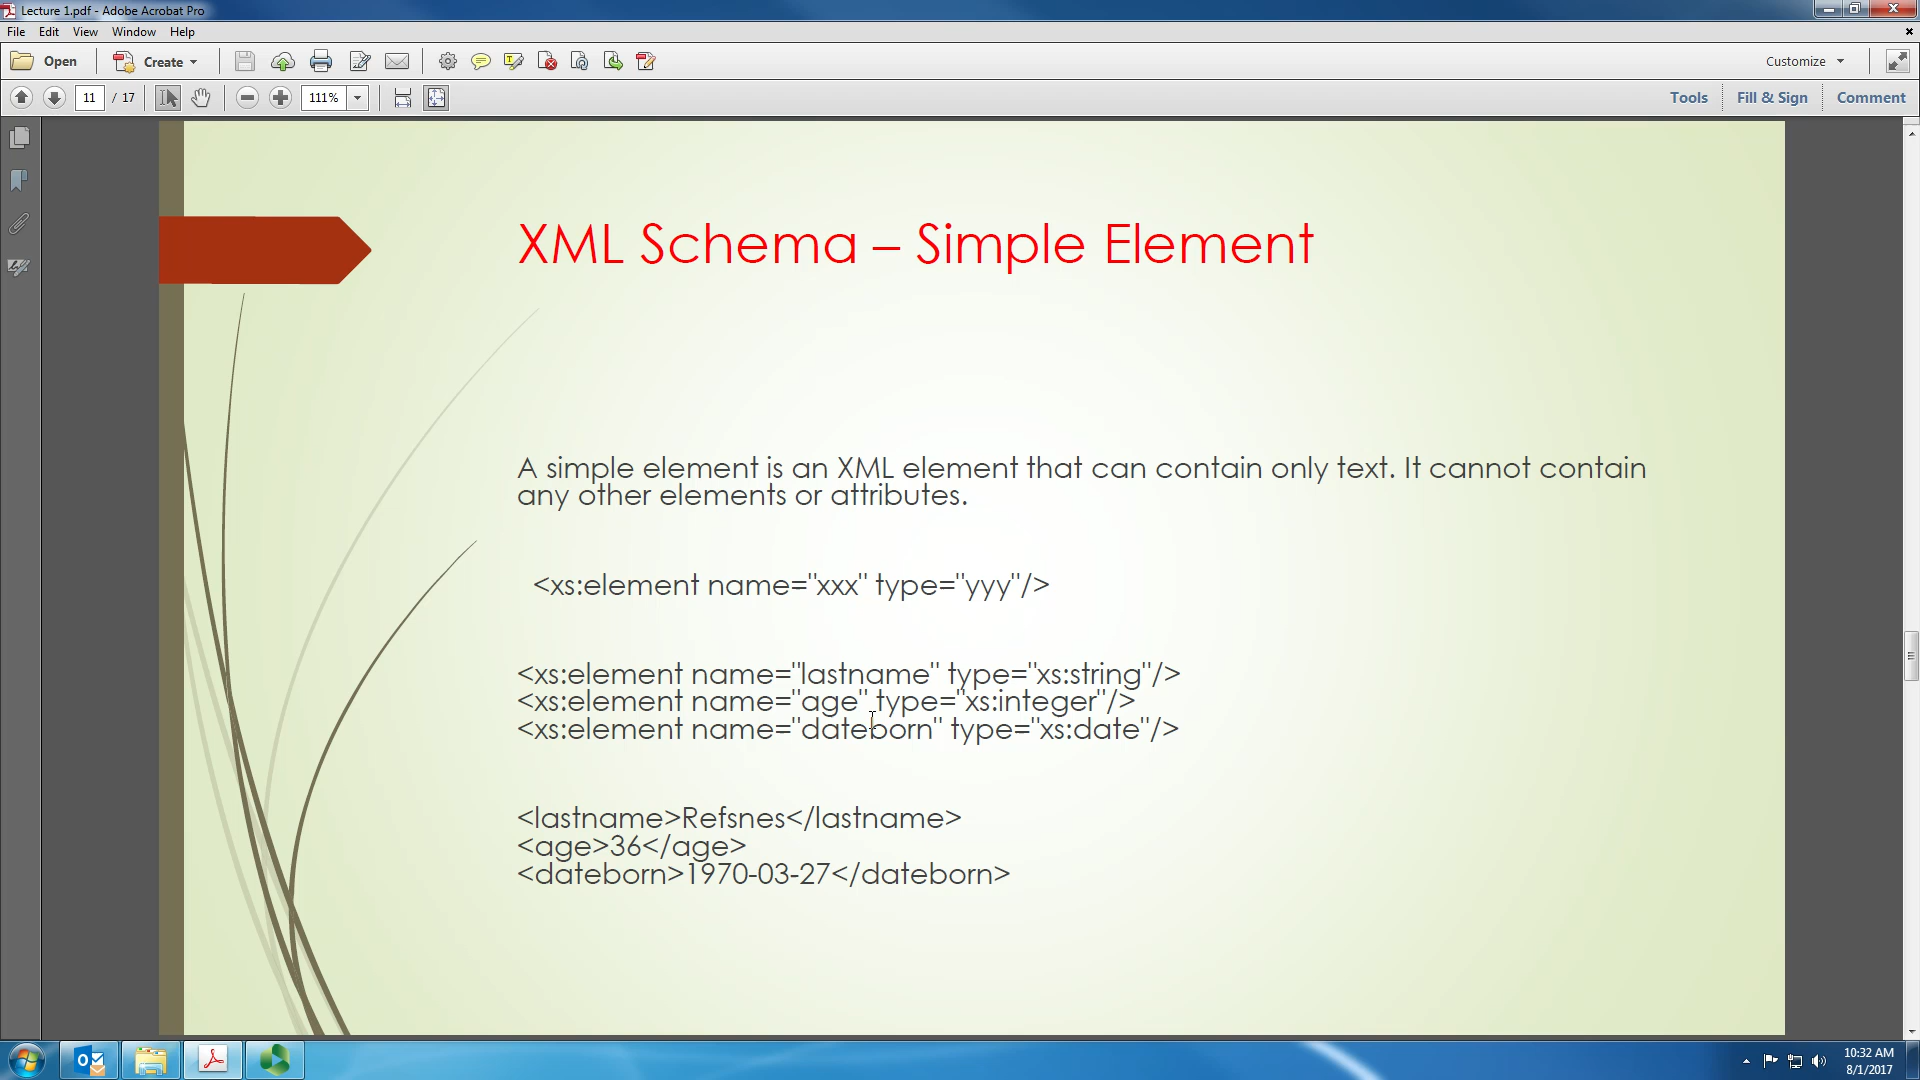 Lecture 1.pdf - Adobe Acrobat Pro
File Edit View Window Help
Open Create Customize
11 / 17 111% Tools Fill & Sign Comment
XML Schema – Simple Element
A simple element is an XML element that can contain only text. It cannot contain
any other elements or attributes.
<xs:element name="xxx" type="yyy"/>
<xs:element name="lastname" type="xs:string"/>
<xs:element name="age" type="xs:integer"/>
<xs:element name="dateborn" type="xs:date"/>
<lastname>Refsnes</lastname>
<age>36</age>
<dateborn>1970-03-27</dateborn>
10:32 AM
8/1/2017